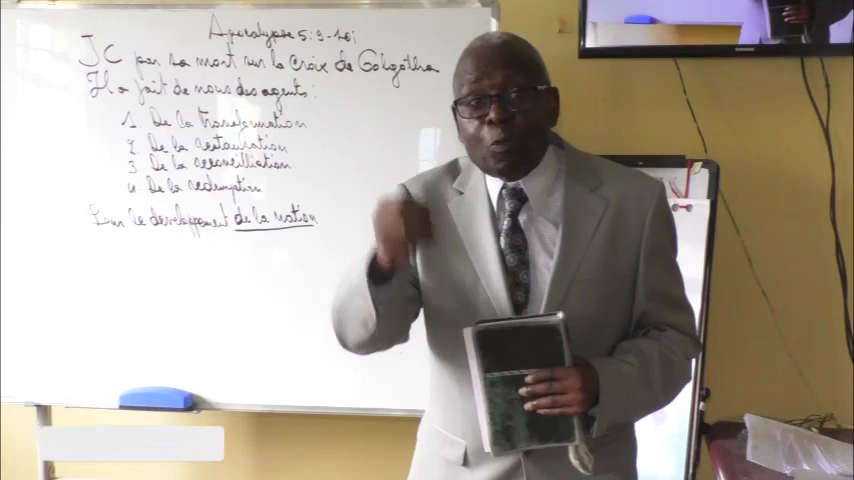 Apocalypse 5:9-10;
JC par sa mort sur la Croix de Golgotha
Il a fait de nous des agents:
1. De la transformation
2. De la restauration
3 De la reconcilliation
4 De la redemption
Pour le developpement de la nation